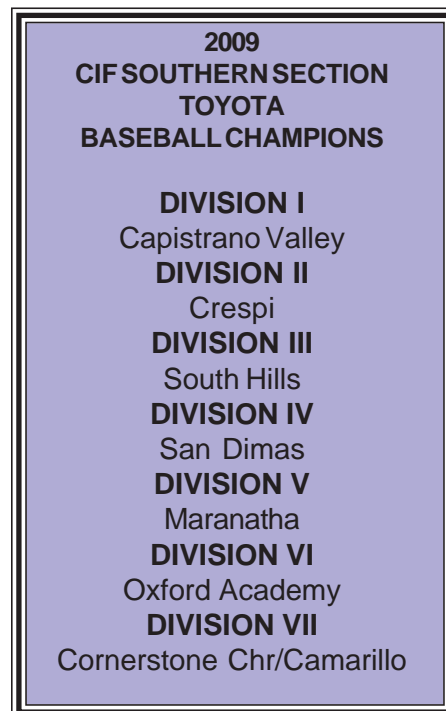 2009
CIF SOUTHERN SECTION
TOYOTA
BASEBALL CHAMPIONS
DIVISION I
Capistrano Valley
DIVISION II
Crespi
DIVISION III
South Hills
DIVISION IV
San Dimas
DIVISION V
Maranatha
DIVISION VI
Oxford Academy
DIVISION VII
Cornerstone Chr/Camarillo